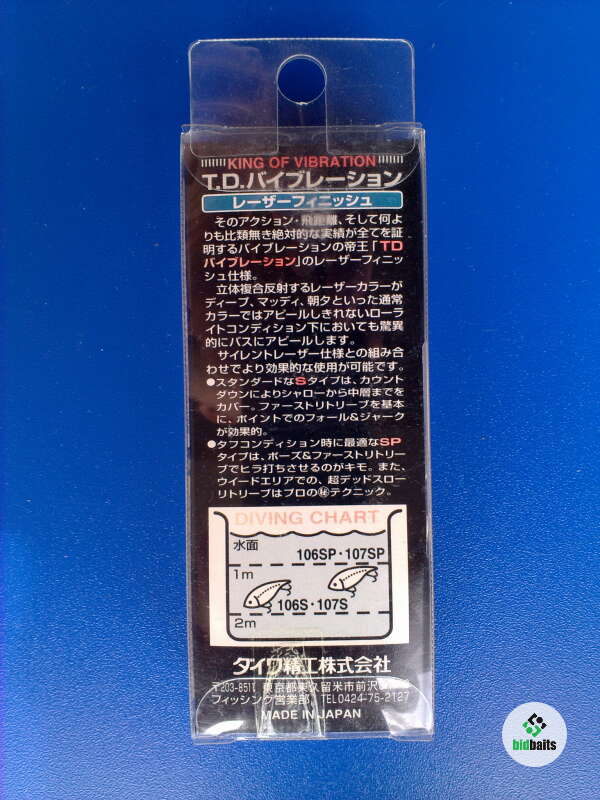 KING OF VIBRATION
T.D.バイブレーション
レーザーフィニッシュ
そのアクション・飛距離、そして何よ
りも比類無き絶対的な実績が全てを証
明するバイブレーションの帝王「TD
バイブレーション」のレーザーフィニッ
シュ仕様。
立体複合反射するレーザーカラーが
ディープ、マッディ、朝夕といった通常
カラーではアピールしきれないローラ
イトコンディション下においても驚異
的にバスにアピールします。
サイレントレーザー仕様との組み合
わせでより効果的な使用が可能です。
●スタンダードなSタイプは、カウント
ダウンによりシャローから中層までを
カバー。ファーストリトリーブを基本
に、ポイントでのフォール&ジャーク
が効果的。
●タフコンディション時に最適なSP
タイプは、ポーズ&ファーストリトリー
ブでヒラ打ちさせるのがキモ。また、
ウイードエリアでの、超デッドスロー
リトリーブはプロの㊙テクニック。
DIVING CHART
水面
106SP・107SP
1m
106S・107S
2m
ダイワ精工株式会社
〒203-8511 東京都東久留米市前沢
フィッシング営業部 TEL0424-75-2127
MADE IN JAPAN
bidbaits